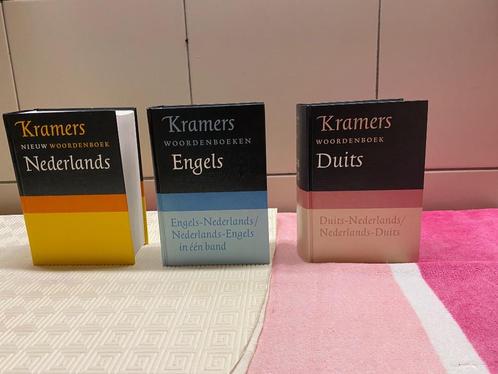 Kramers
NIEUW WOORDENBOEK
Nederlands
Kramers
WOORDENBOEKEN
Engels
Engels-Nederlands/
Nederlands-Engels
in één band
Kramers
WOORDENBOEK
Duits
Duits-Nederlands/
Nederlands-Duits